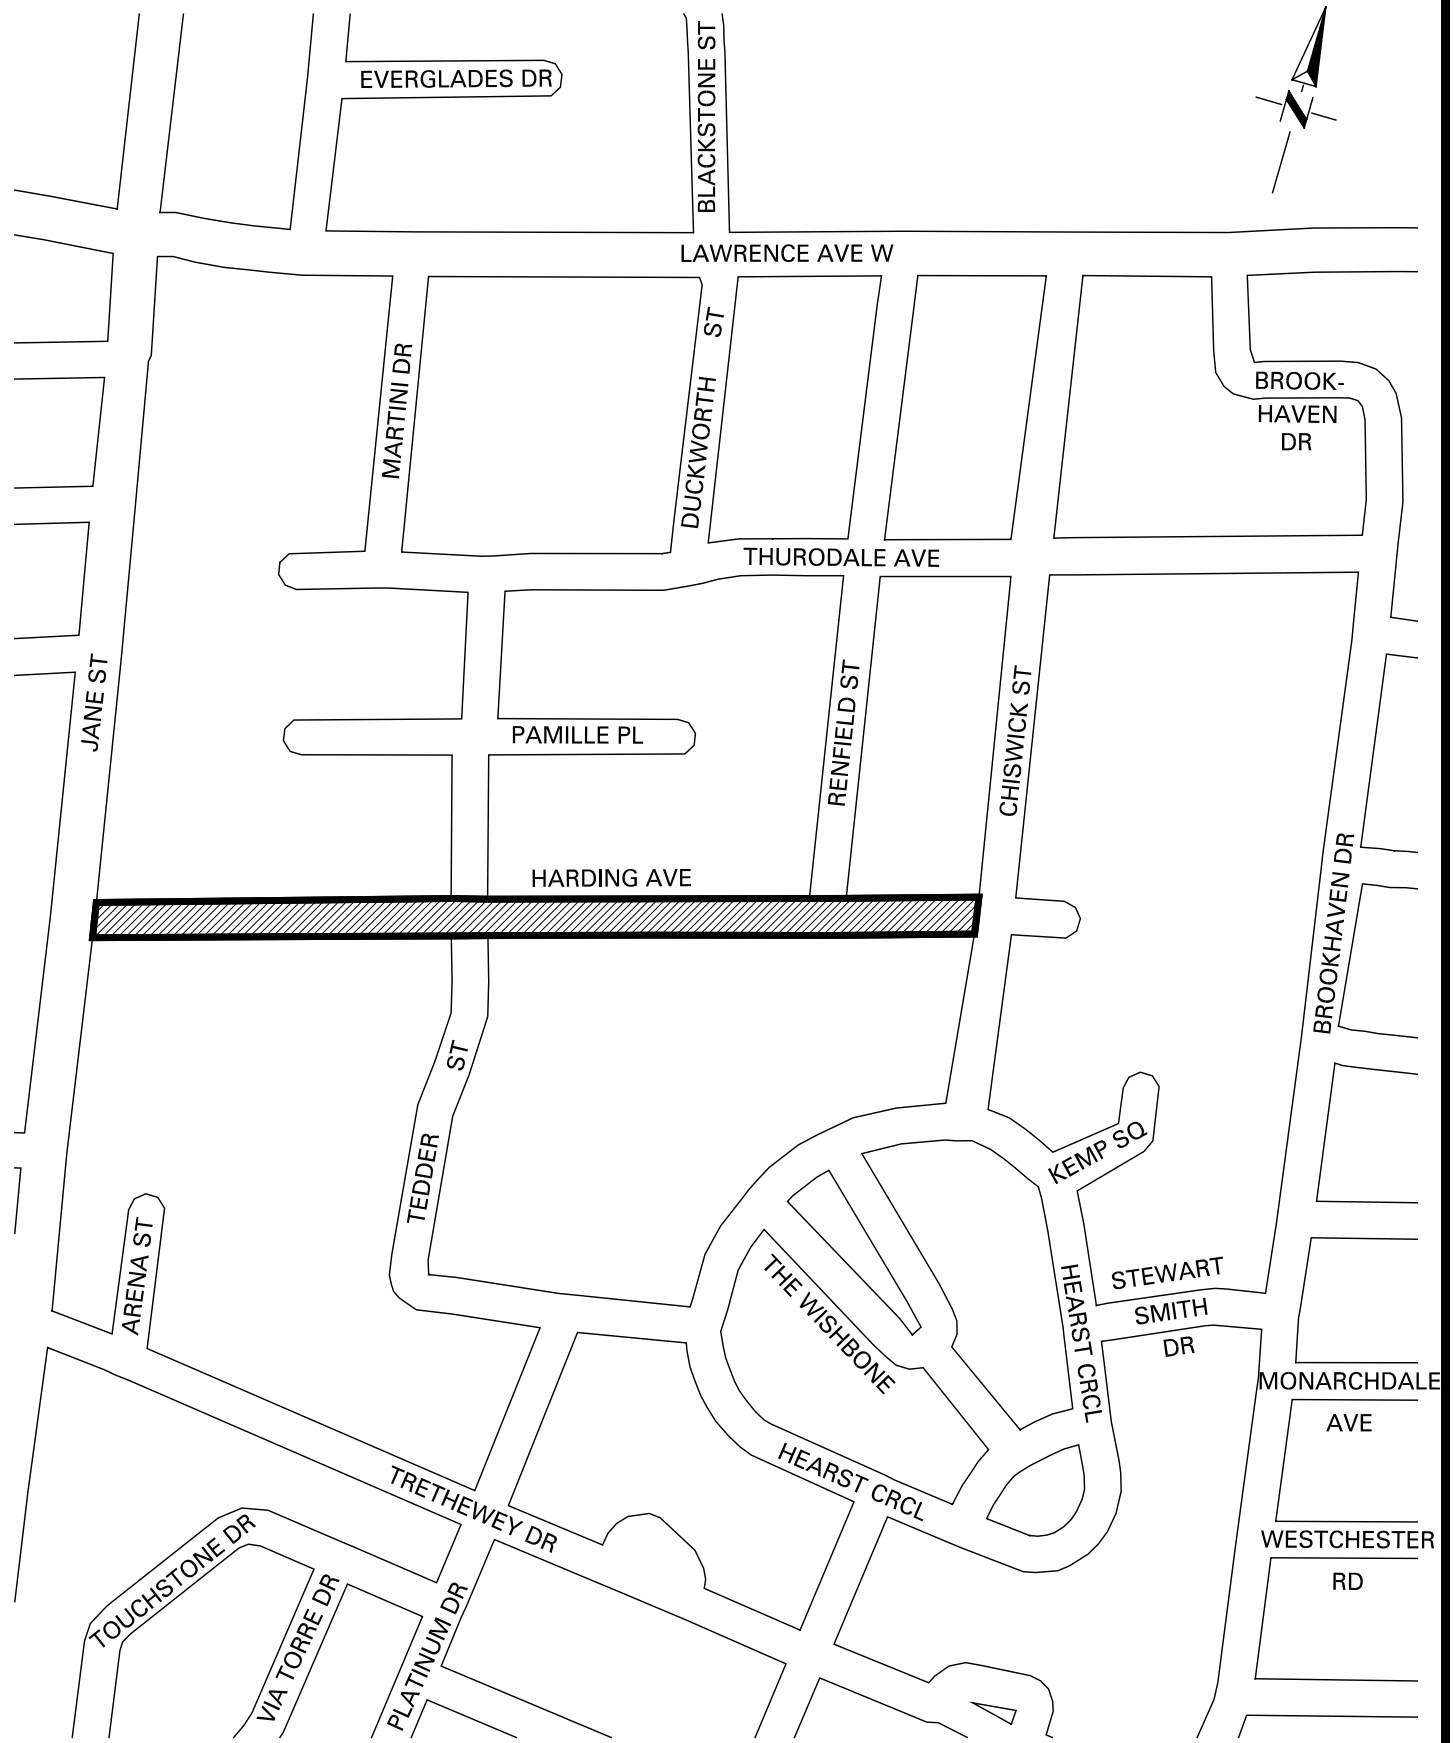 BLACKSTONE ST
EVERGLADES DR
N
LAWRENCE AVE W
MARTINI DR
DUCKWORTH ST
BROOK-
HAVEN
DR
THURODALE AVE
JANE ST
PAMILLE PL
RENFIELD ST
CHISWICK ST
HARDING AVE
BROOKHAVEN DR
TEDDER ST
KEMP SQ
ARENA ST
THE WISHBONE
HEARST CRCL
STEWART
SMITH
DR
MONARCHDALE
AVE
HEARST CRCL
TRETHEWEY DR
TOUCHSTONE DR
VIA TORRE DR
PLATINUM DR
WESTCHESTER
RD